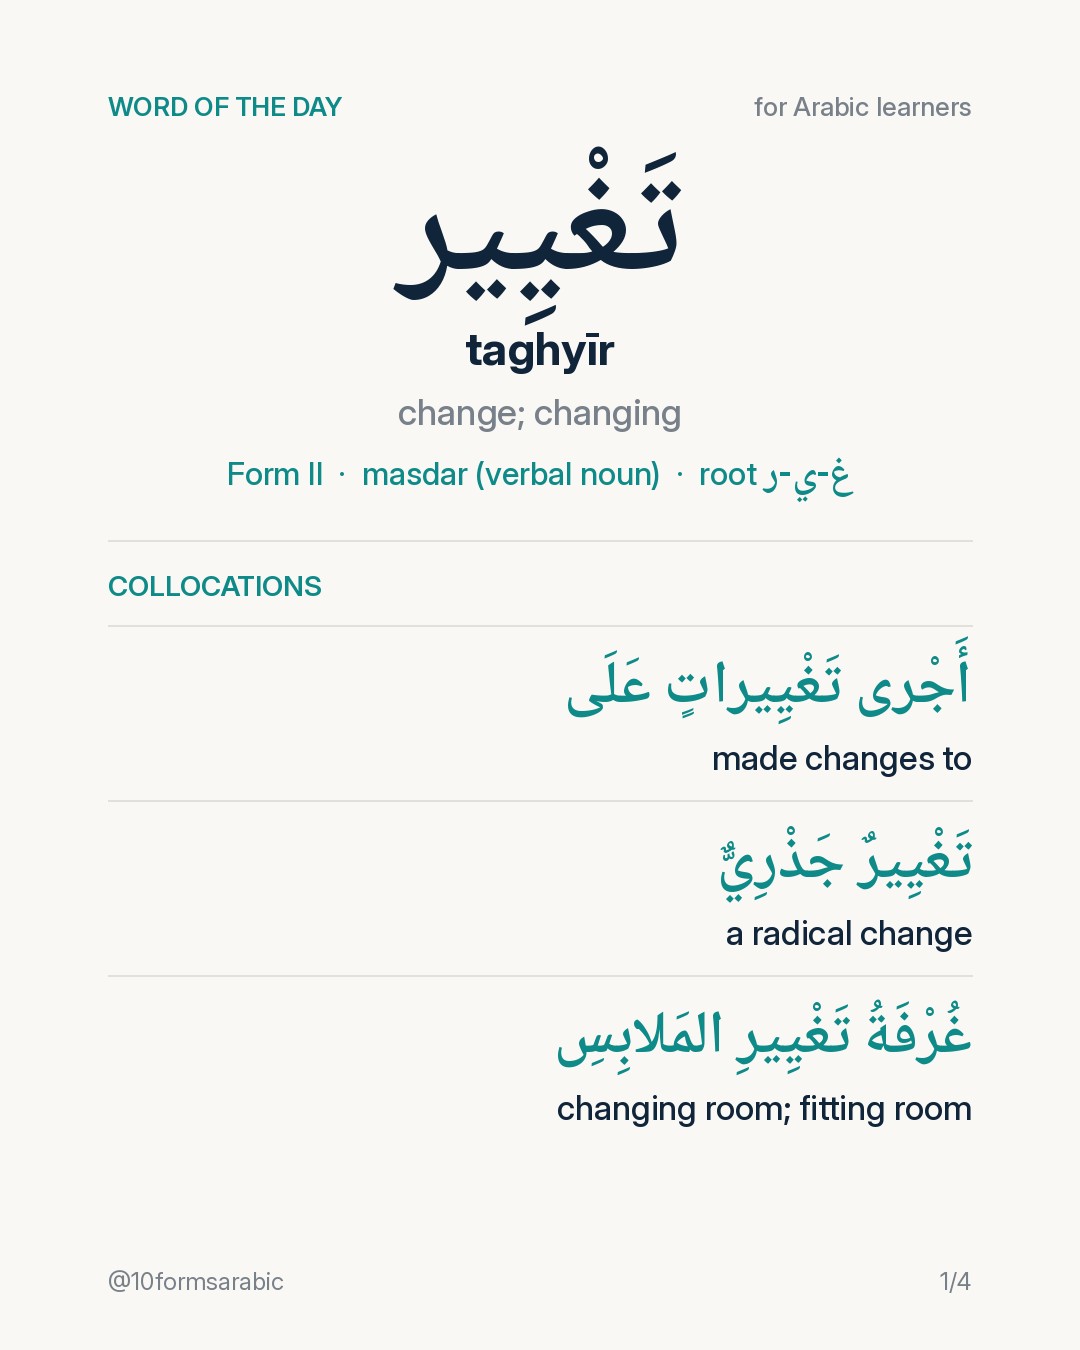 WORD OF THE DAY
for Arabic learners
تَغْيِير
taghyīr
change; changing
Form II · masdar (verbal noun) · root غ-ي-ر
COLLOCATIONS
أَجْرى تَغْيِيراتٍ عَلَى
made changes to
تَغْيِيرٌ جَذْرِيٌّ
a radical change
غُرْفَةُ تَغْيِيرِ المَلابِسِ
changing room; fitting room
@10formsarabic
1/4